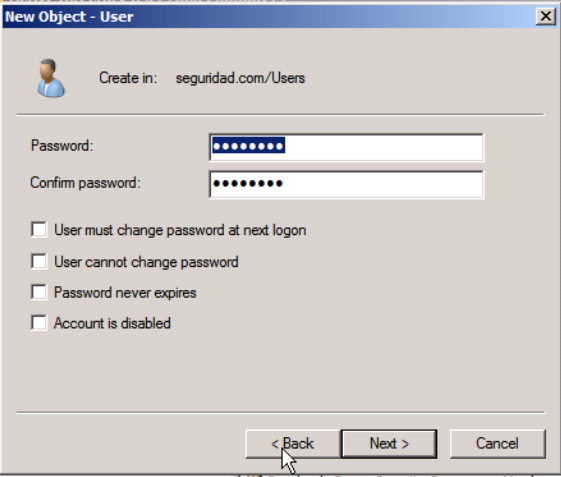 New Object - User
Create in: seguridad.com/Users
Password: ●●●●●●●●
Confirm password: ●●●●●●●●
User must change password at next logon
User cannot change password
Password never expires
Account is disabled
< Back Next > Cancel